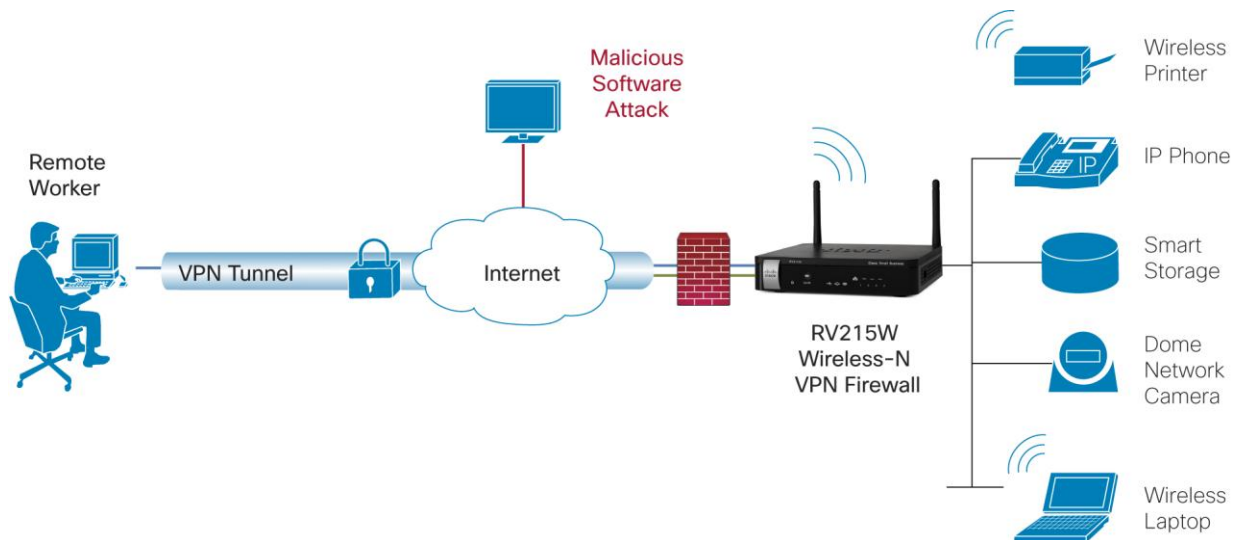 Malicious
Software
Attack
Wireless
Printer
Remote
Worker
IP
IP Phone
VPN Tunnel
Internet
Smart
Storage
RV215W
Wireless-N
VPN Firewall
Dome
Network
Camera
Wireless
Laptop